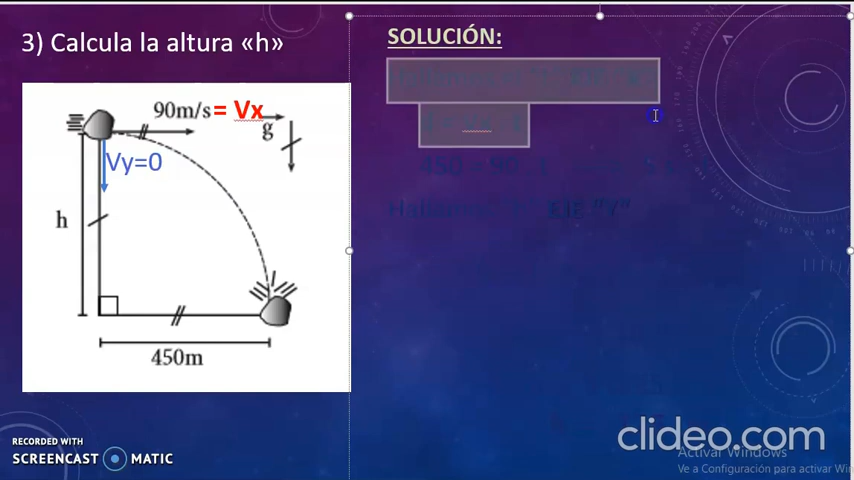 3) Calcula la altura «h»
SOLUCIÓN:
90m/s = Vx
g
Vy=0
h
450m
450 = 90 . t
Hallamos EJE "Y"
RECORDED WITH
SCREENCAST MATIC
clideo.com
Activar Windows
Ve a Configuración para activar Win